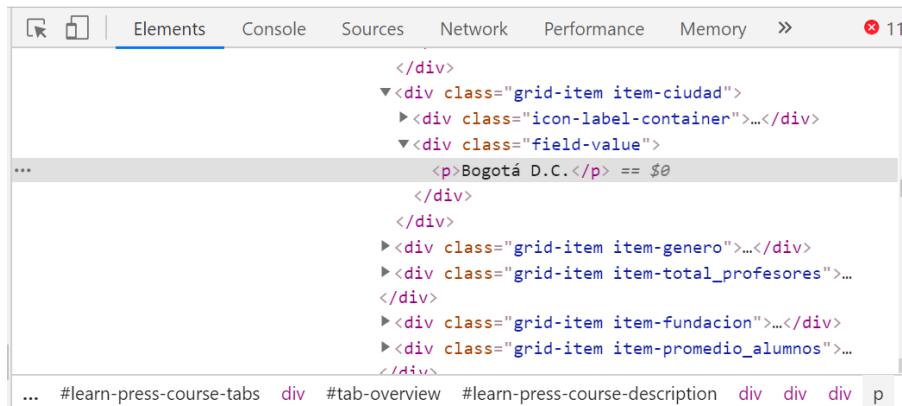 Elements Console Sources Network Performance Memory » 11
</div>
▼<div class="grid-item item-ciudad">
▶<div class="icon-label-container">…</div>
▼<div class="field-value">
... <p>Bogotá D.C.</p> == $0
</div>
</div>
▶<div class="grid-item item-genero">…</div>
▶<div class="grid-item item-total_profesores">…
</div>
▶<div class="grid-item item-fundacion">…</div>
▶<div class="grid-item item-promedio_alumnos">…
</div>
... #learn-press-course-tabs div #tab-overview #learn-press-course-description div div div p